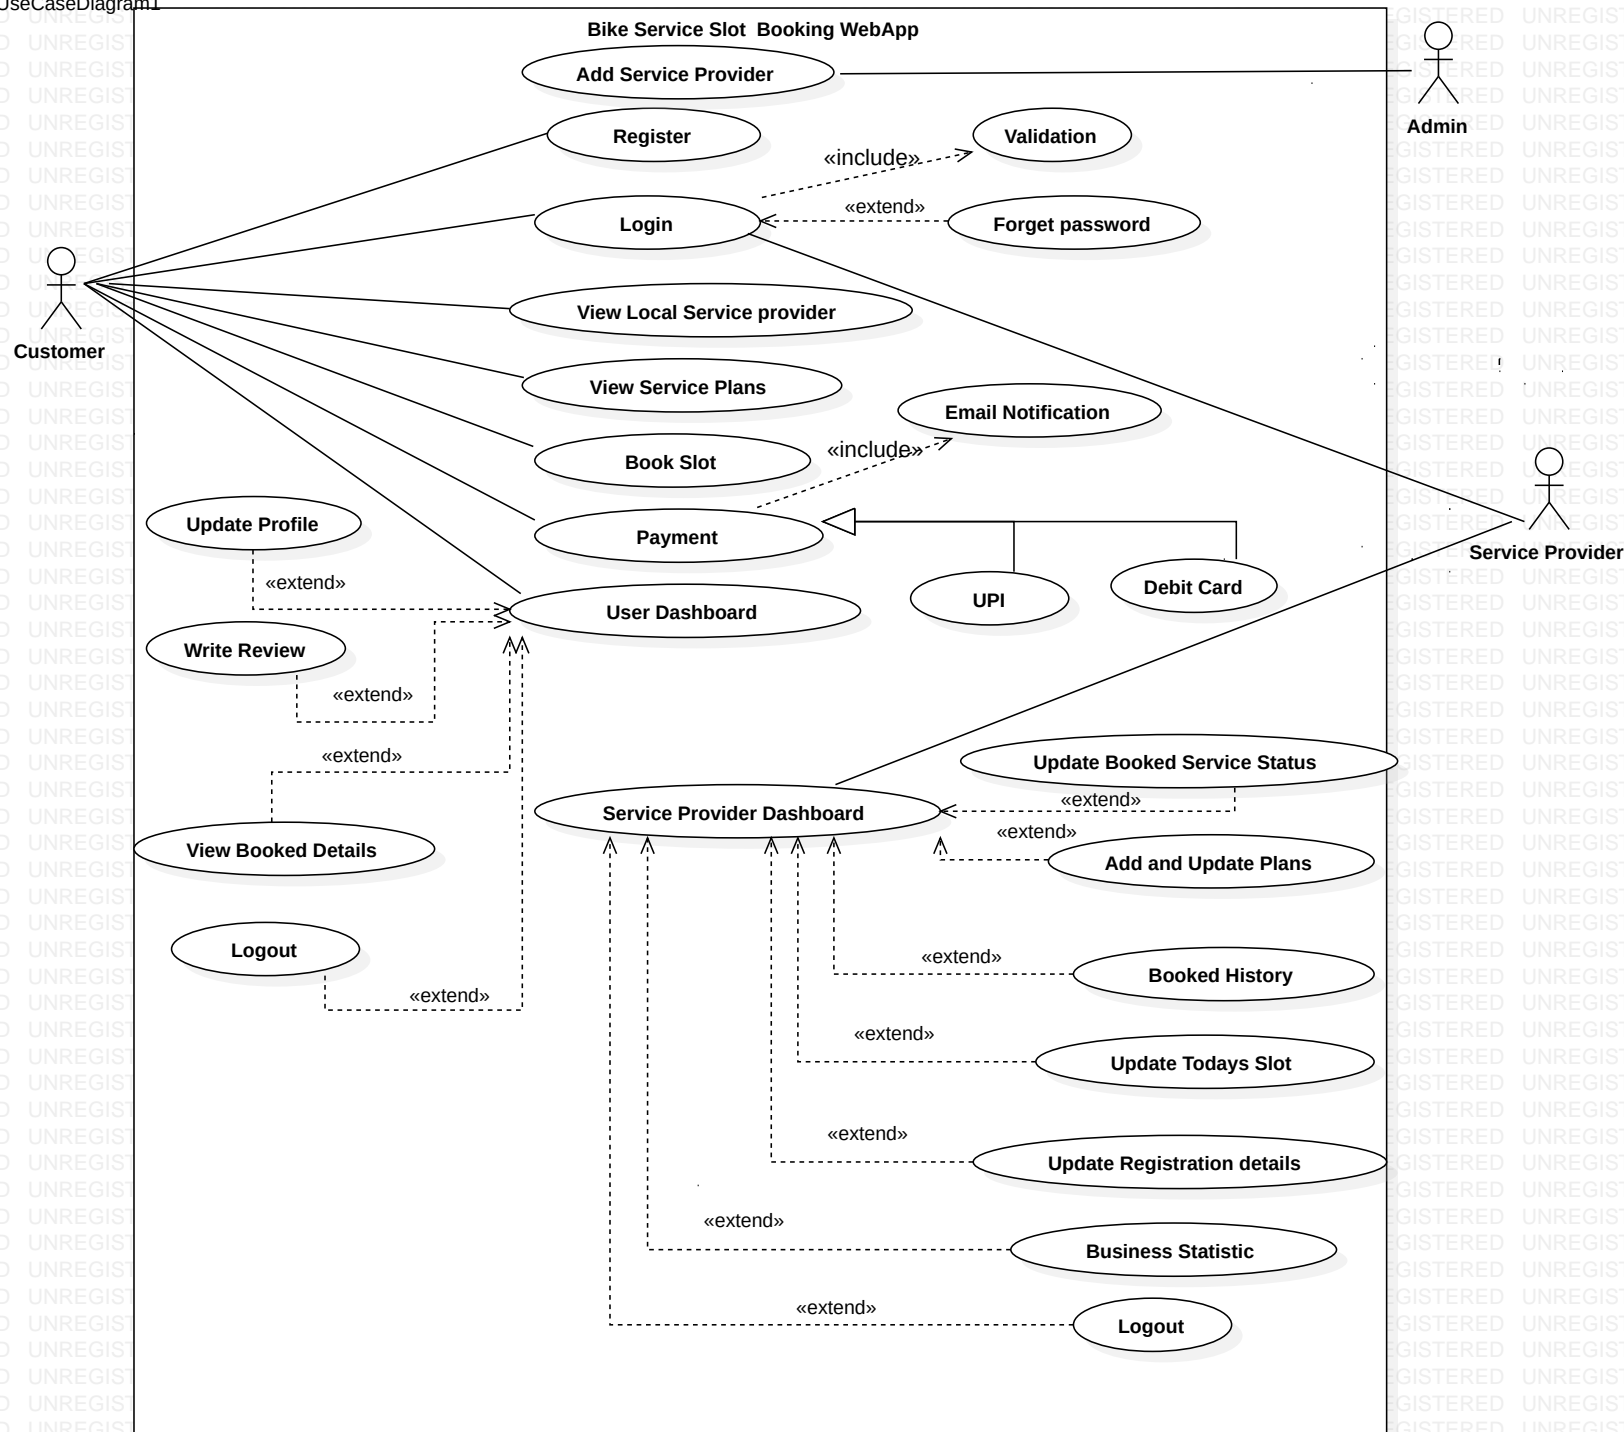 UseCaseDiagram1
Bike Service Slot Booking WebApp
Add Service Provider
Admin
Register
Validation
«include»
Login
«extend»
Forget password
Customer
View Local Service provider
View Service Plans
Email Notification
«include»
Book Slot
Update Profile
Payment
Service Provider
«extend»
UPI
Debit Card
User Dashboard
Write Review
«extend»
«extend»
Update Booked Service Status
«extend»
Service Provider Dashboard
«extend»
Add and Update Plans
View Booked Details
Logout
«extend»
«extend»
Booked History
«extend»
Update Todays Slot
«extend»
Update Registration details
«extend»
Business Statistic
«extend»
Logout